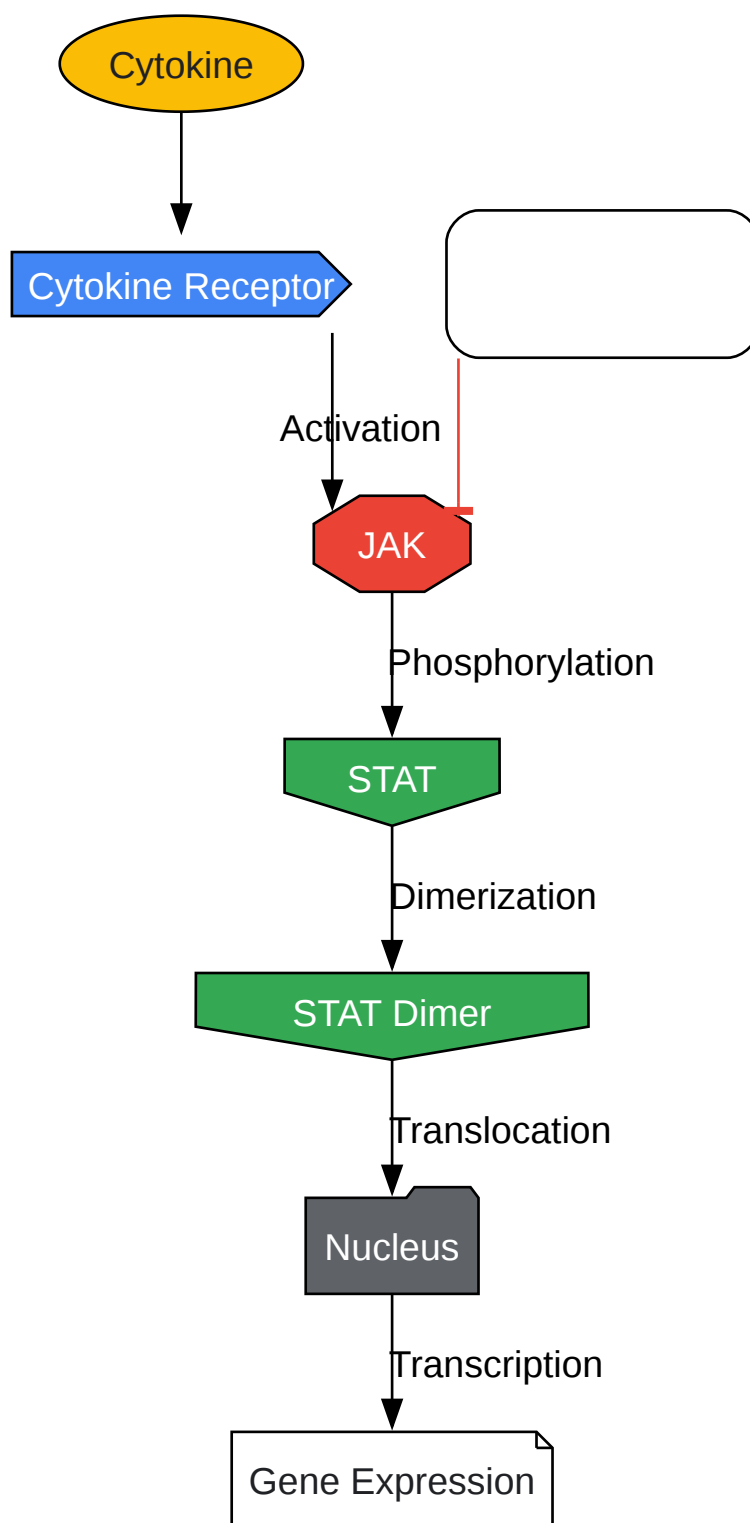 Cytokine
Cytokine Receptor
Activation
JAK
Phosphorylation
STAT
Dimerization
STAT Dimer
Translocation
Nucleus
Transcription
Gene Expression